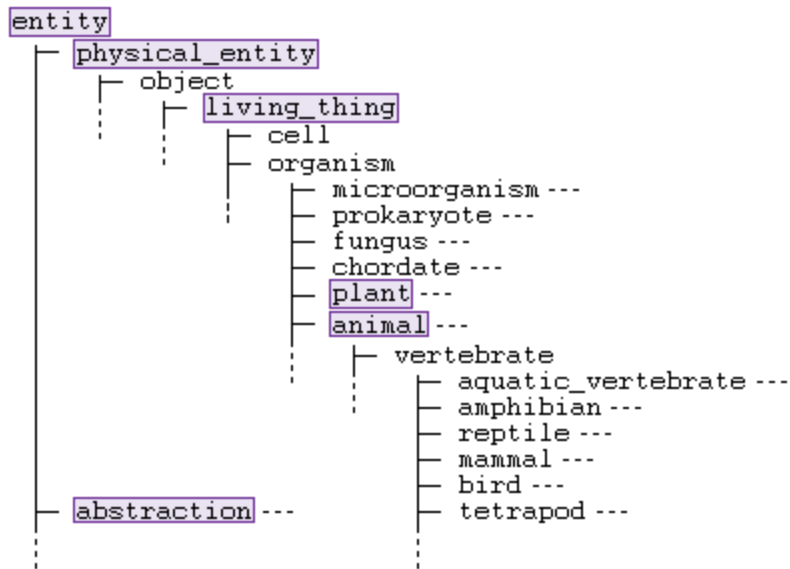 entity
physical_entity
object
living_thing
cell
organism
microorganism ---
prokaryote ---
fungus ---
chordate ---
plant ---
animal ---
vertebrate
aquatic_vertebrate ---
amphibian ---
reptile ---
mammal ---
bird ---
abstraction --- tetrapod ---